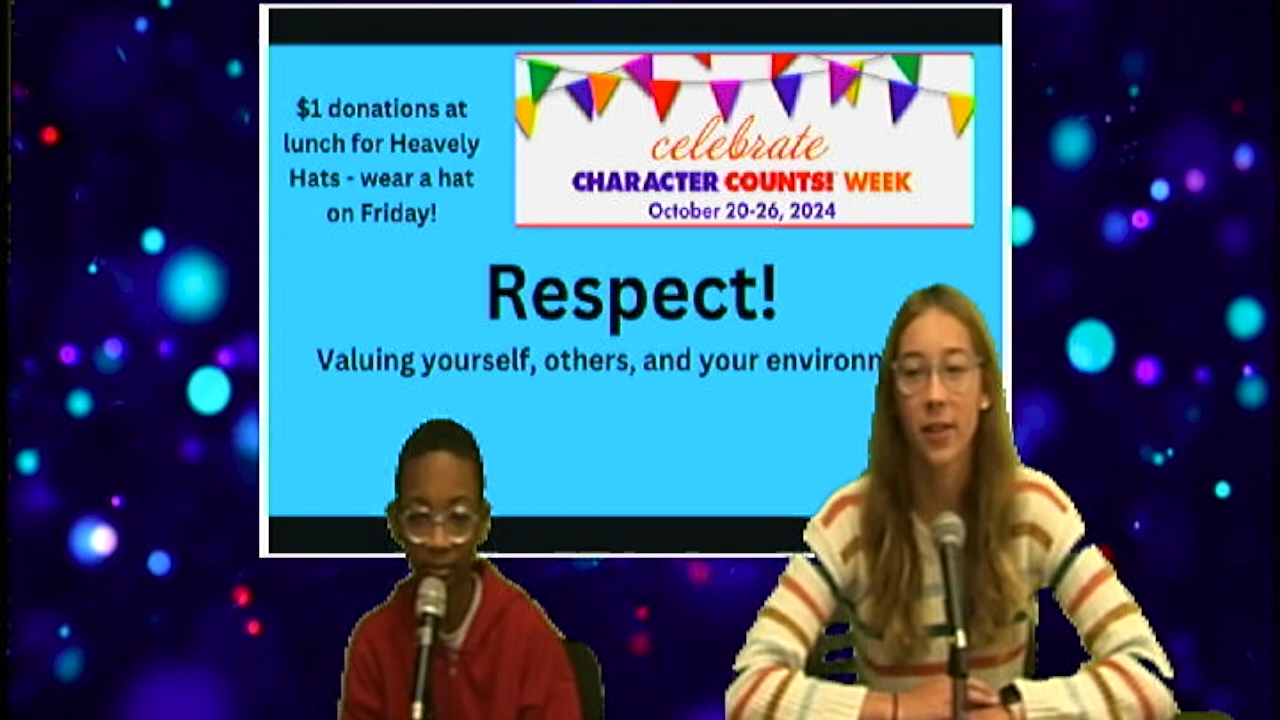 $1 donations at
lunch for Heavely
Hats - wear a hat
on Friday!
celebrate
CHARACTER COUNTS! WEEK
October 20-26, 2024
Respect!
Valuing yourself, others, and your